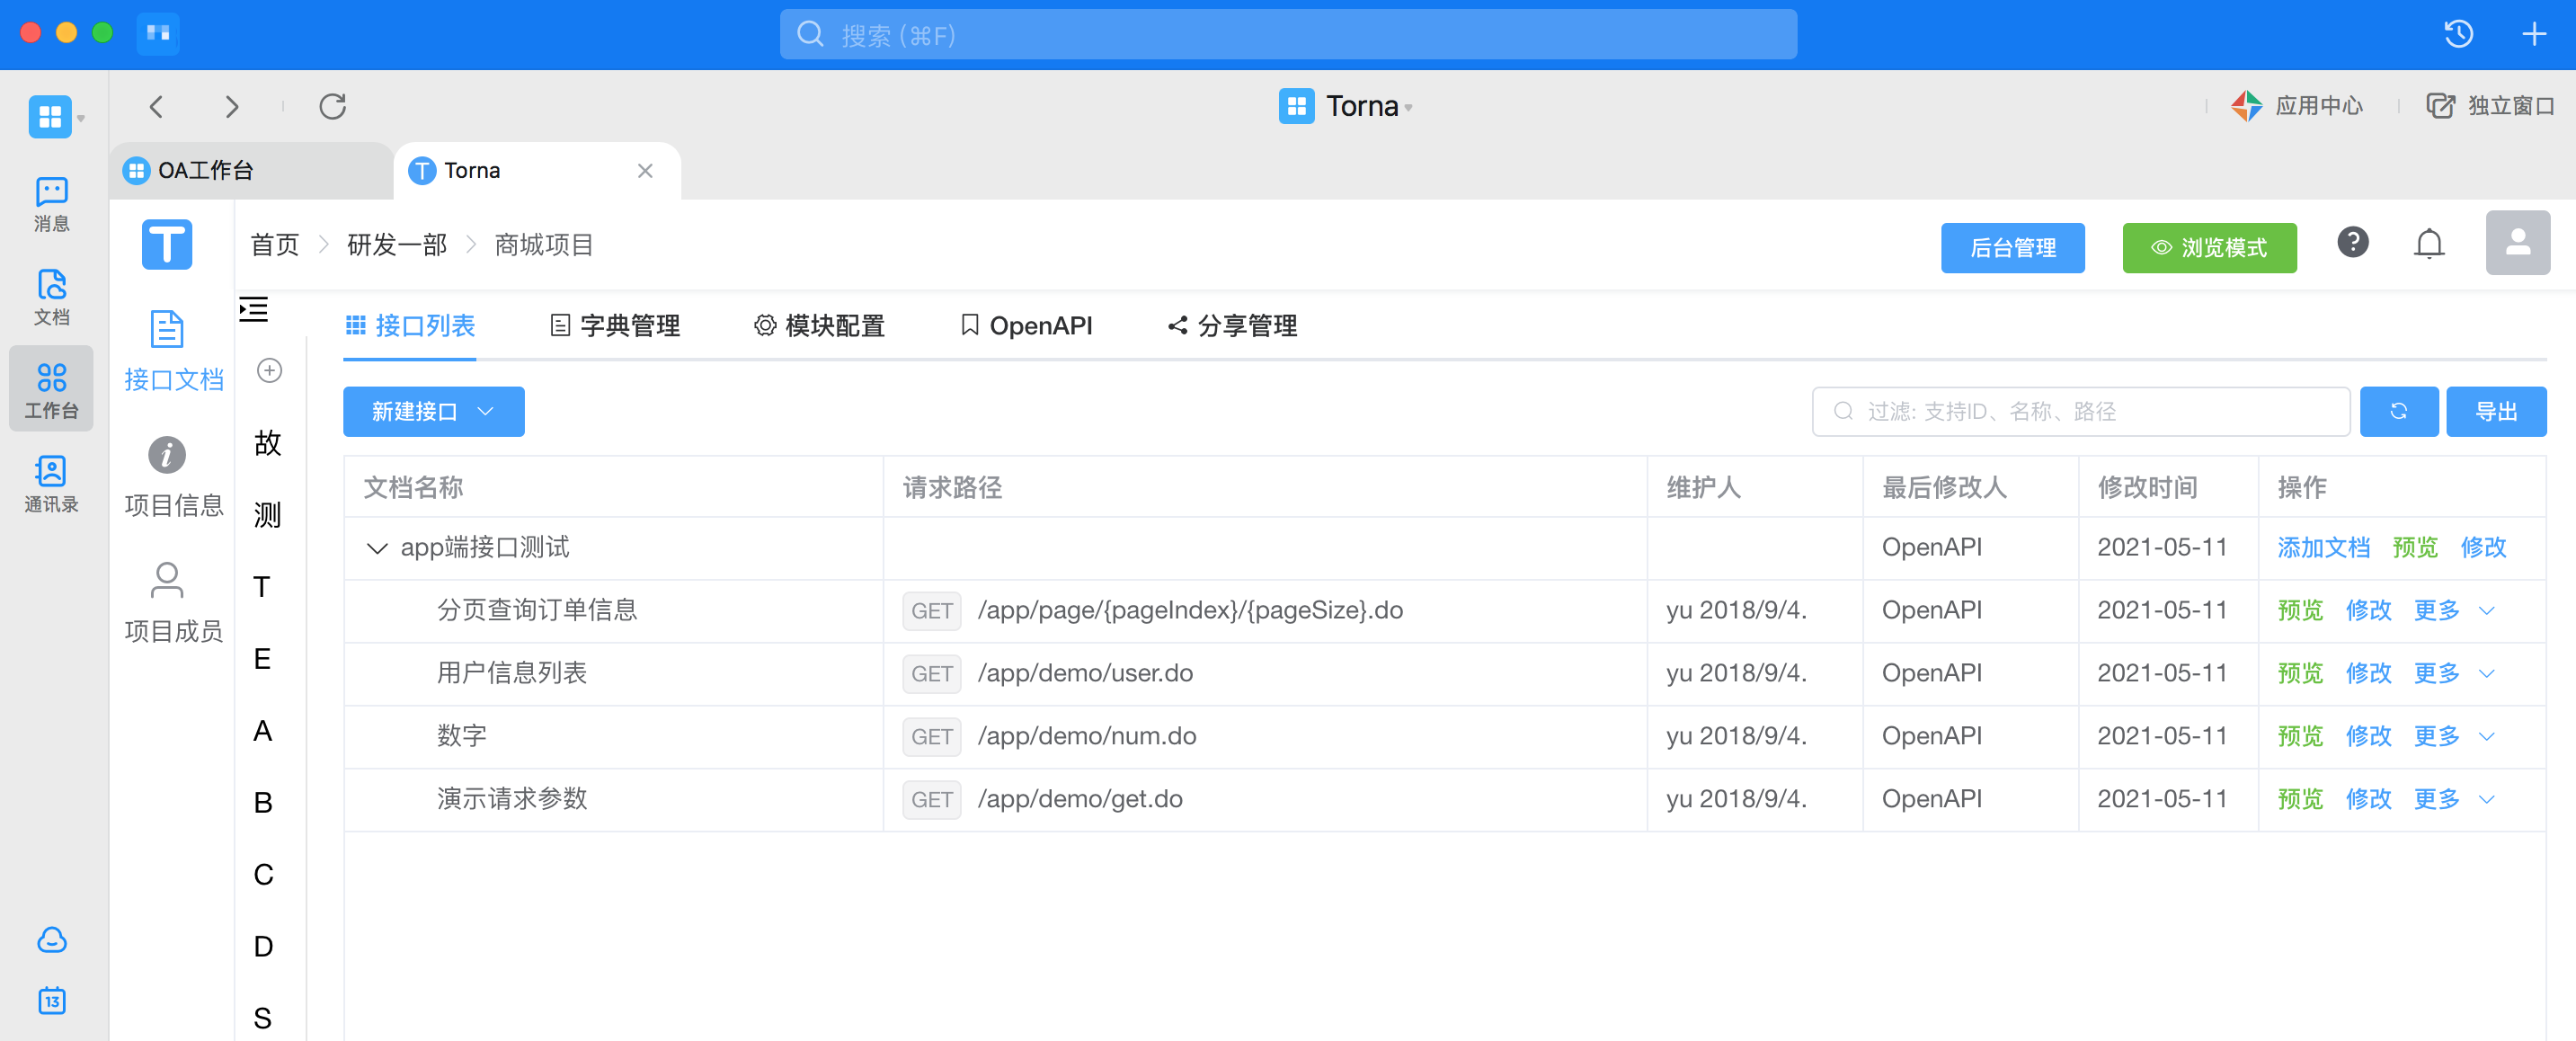 搜索 (⌘F)
Torna
应用中心
独立窗口
OA工作台
T Torna
消息
文档
工作台
通讯录
13
T
接口文档
项目信息
项目成员
首页 > 研发一部 > 商城项目
后台管理
浏览模式
故
测
T
E
A
B
C
D
S
接口列表
字典管理
模块配置
OpenAPI
分享管理
新建接口
过滤: 支持ID、名称、路径
导出
文档名称 请求路径 维护人 最后修改人 修改时间 操作
app端接口测试 OpenAPI 2021-05-11 添加文档 预览 修改
分页查询订单信息 GET /app/page/{pageIndex}/{pageSize}.do yu 2018/9/4. OpenAPI 2021-05-11 预览 修改 更多
用户信息列表 GET /app/demo/user.do yu 2018/9/4. OpenAPI 2021-05-11 预览 修改 更多
数字 GET /app/demo/num.do yu 2018/9/4. OpenAPI 2021-05-11 预览 修改 更多
演示请求参数 GET /app/demo/get.do yu 2018/9/4. OpenAPI 2021-05-11 预览 修改 更多